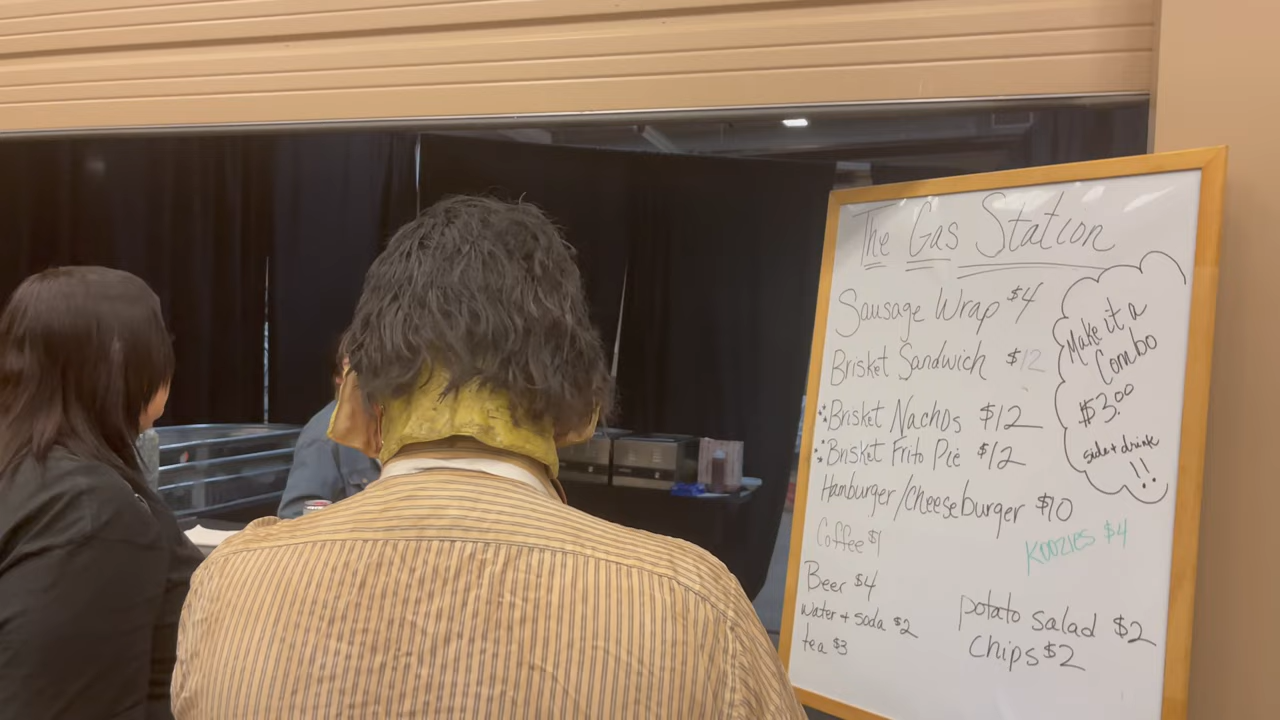 The Gas Station
Sausage Wrap $4
Brisket Sandwich $12
Brisket Nachos $12
Brisket Frito Pie $12
Hamburger/Cheeseburger $10
Coffee $1
Beer $4
Water + Soda $2
tea $3
Make it a
Combo
$3.00
side + drink
!!
Koozies $4
potato salad $2
Chips $2